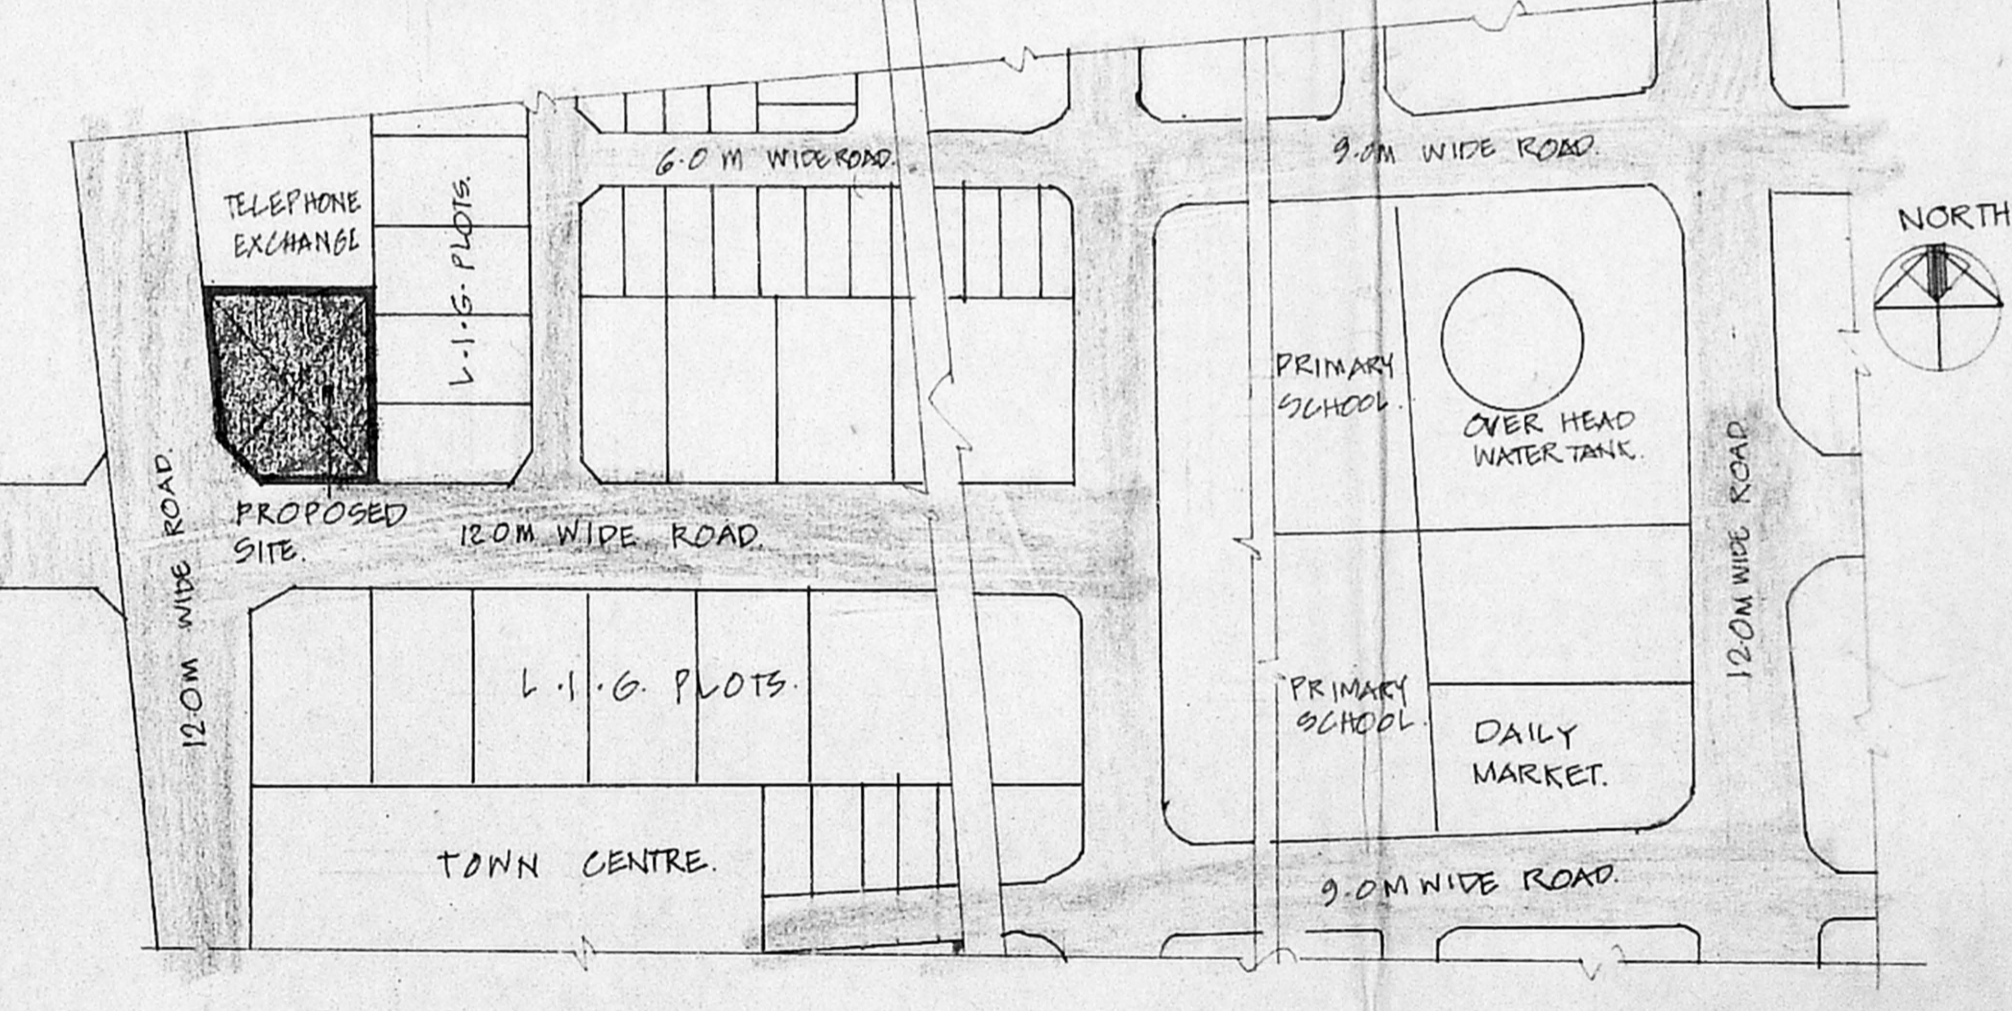 6.0 M WIDE ROAD.
9.0M WIDE ROAD.
TELEPHONE
EXCHANGE
L.I.G. PLOTS.
NORTH
PRIMARY
SCHOOL.
OVER HEAD
WATER TANK.
12.0M WIDE ROAD.
PROPOSED
SITE.
12.0M WIDE ROAD.
12.0M WIDE ROAD.
L.I.G. PLOTS.
PRIMARY
SCHOOL.
DAILY
MARKET.
TOWN CENTRE.
9.0M WIDE ROAD.